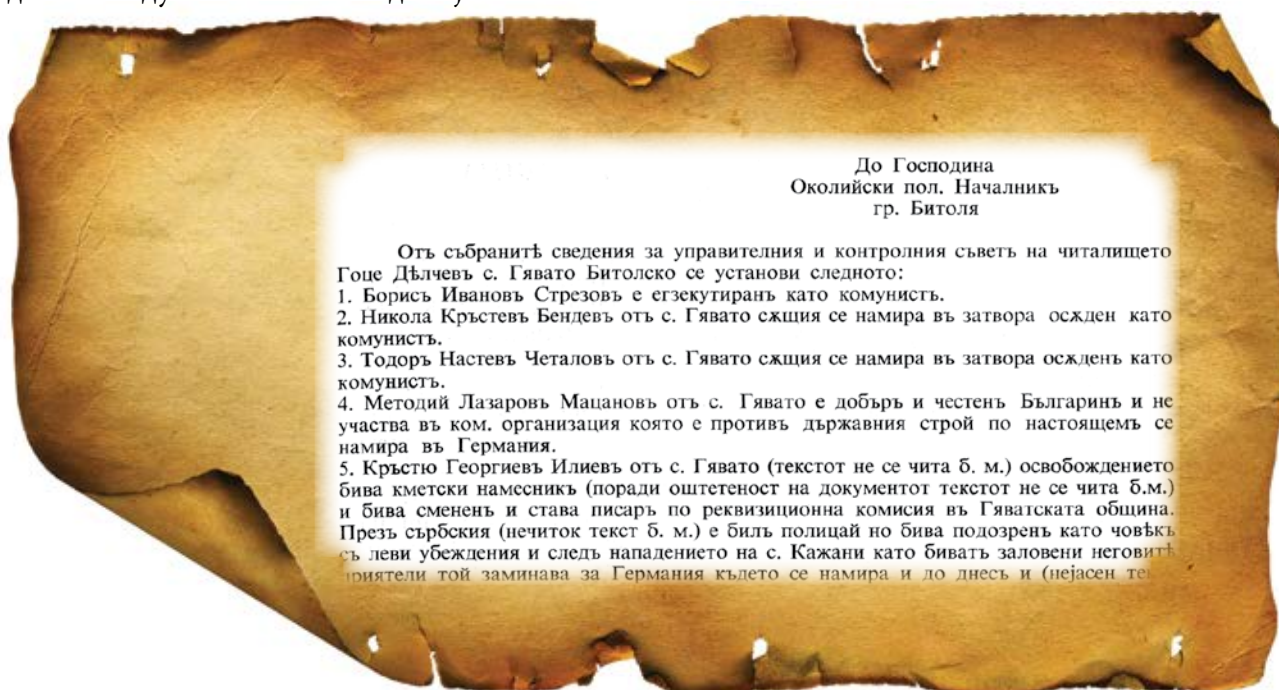 До Господина
Околийски пол. Началникъ
гр. Битоля
Отъ събранитѣ сведения за управителния и контролния съветъ на читалището
Гоце Дѣлчевъ с. Гявато Битолско се установи следното:
1. Борисъ Ивановъ Стрезовъ е егзекутиранъ като комунистъ.
2. Никола Кръстевъ Бендевъ отъ с. Гявато сѫщия се намира въ затвора осѫден като
комунистъ.
3. Тодоръ Настевъ Четаловъ отъ с. Гявато сѫщия се намира въ затвора осѫденъ като
комунистъ.
4. Методий Лазаровъ Мацановъ отъ с. Гявато е добъръ и честенъ Българинъ и не
участва въ ком. организация която е противъ държавния строй по настоящемъ се
намира въ Германия.
5. Кръстю Георгиевъ Илиевъ отъ с. Гявато (текстот не се чита б. м.) освобождението
бива кметски намесникъ (поради оштетеност на документот текстот не се чита б.м.)
и бива смененъ и става писаръ по реквизиционна комисия въ Гяватската община.
Презъ сърбския (нечиток текст б. м.) е билъ полицай но бива подозренъ като човѣкъ
съ леви убеждения и следъ нападението на с. Кажани като биватъ заловени неговитѣ
приятели той заминава за Германия където се намира и до днесъ и (нејасен